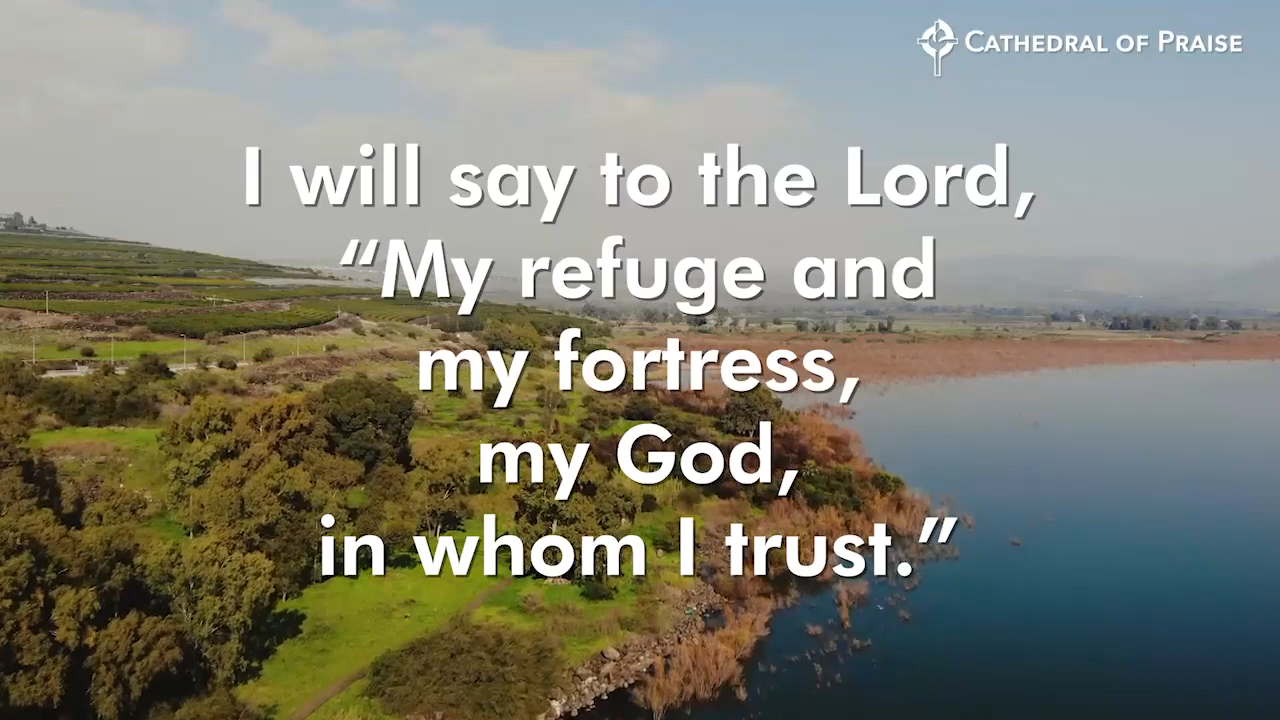 CATHEDRAL OF PRAISE
I will say to the Lord,
“My refuge and
my fortress,
my God,
in whom I trust.”